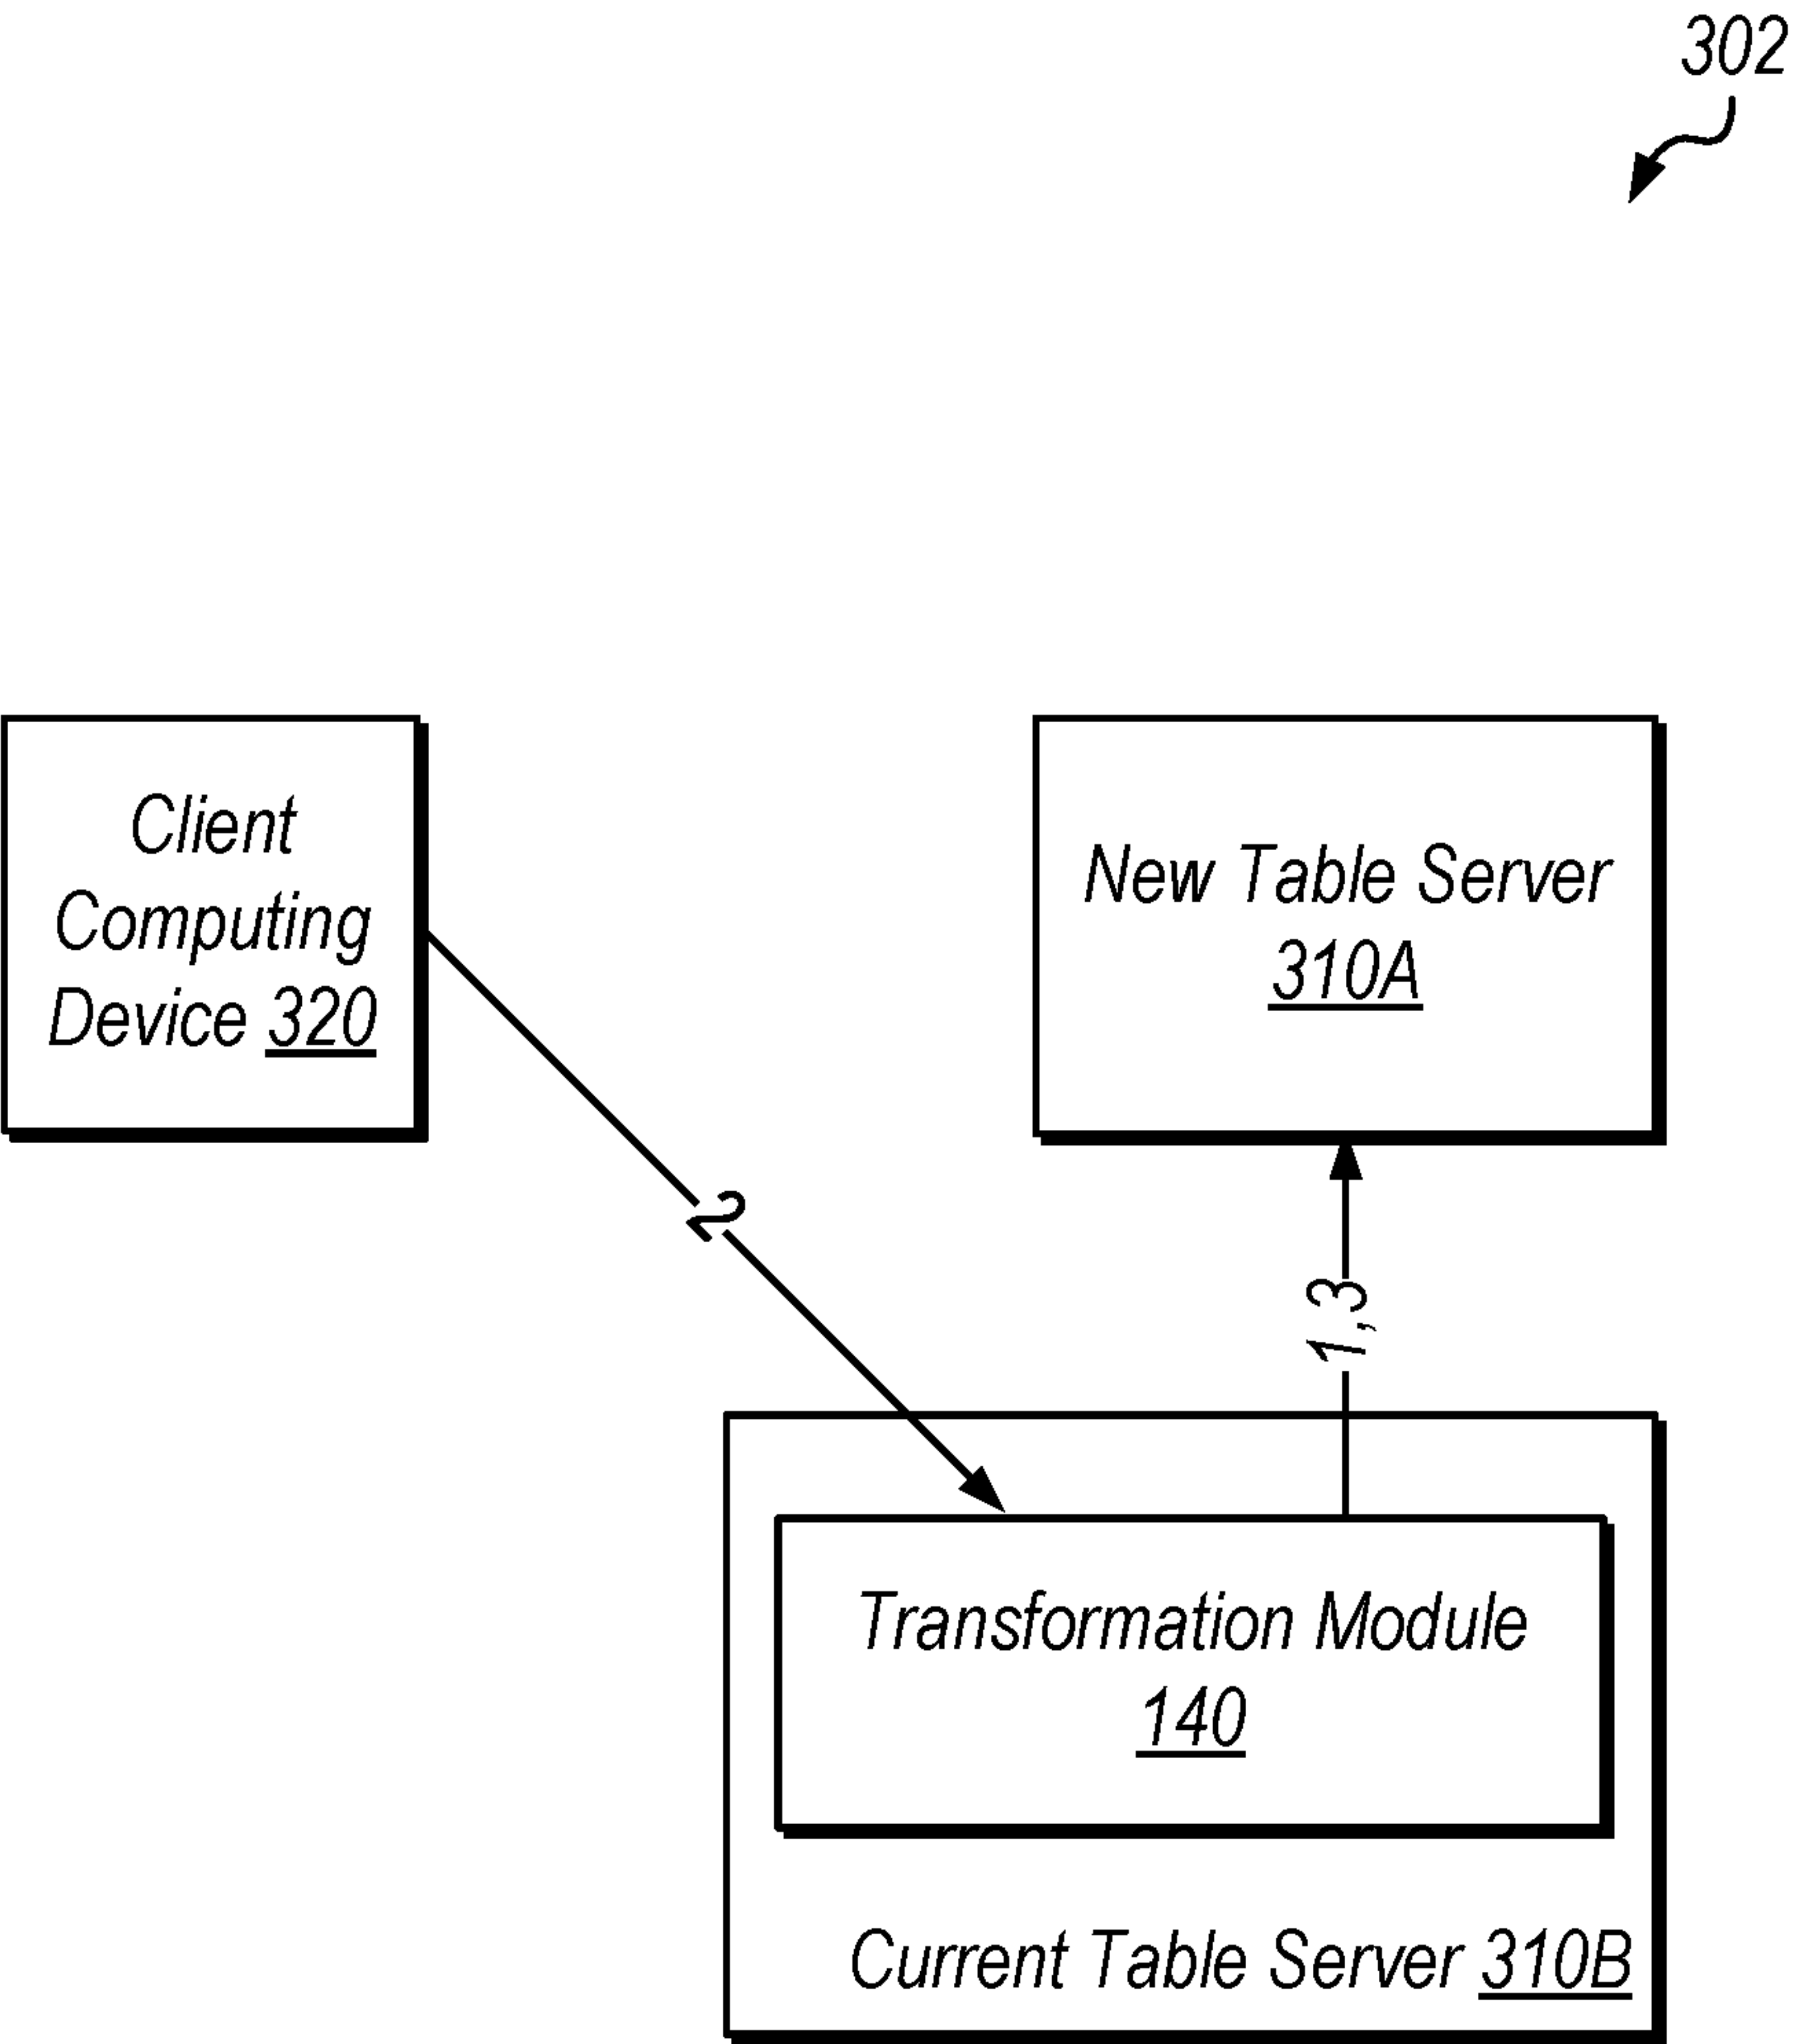 302
Client
Computing
Device 320
New Table Server
310A
2
1,3
Transformation Module
140
Current Table Server 310B